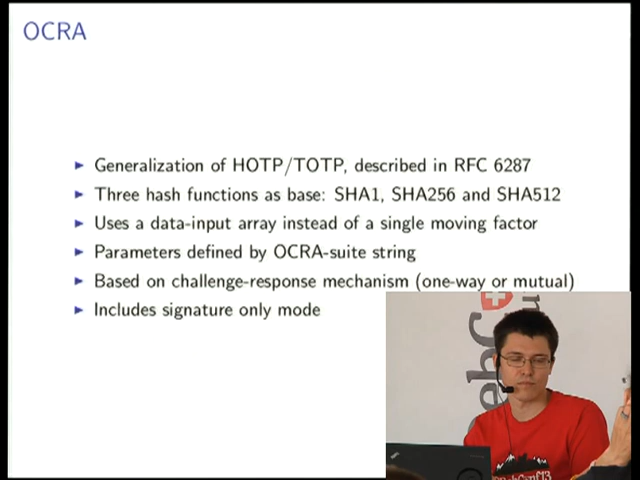 OCRA
Generalization of HOTP/TOTP, described in RFC 6287
Three hash functions as base: SHA1, SHA256 and SHA512
Uses a data-input array instead of a single moving factor
Parameters defined by OCRA-suite string
Based on challenge-response mechanism (one-way or mutual)
Includes signature only mode